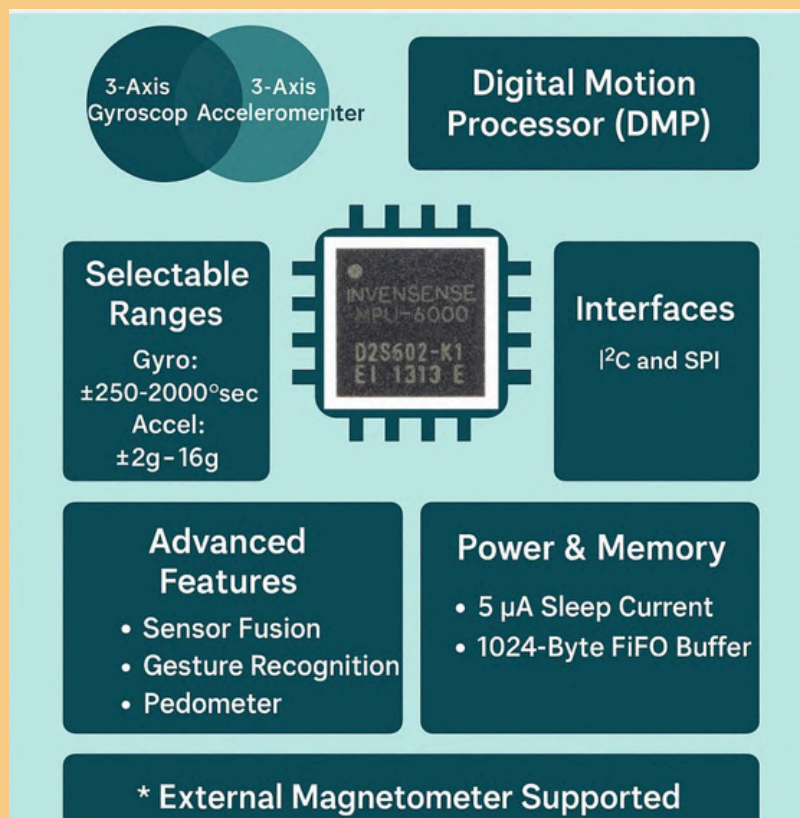 3-Axis
Gyroscop
3-Axis
Acceleromenter
Digital Motion
Processor (DMP)
Selectable
Ranges
Gyro:
±250-2000°sec
Accel:
±2g-16g
INVENSENSE
MPU-6000
D2S602-K1
EI 1313 E
Interfaces
I²C and SPI
Advanced
Features
• Sensor Fusion
• Gesture Recognition
• Pedometer
Power & Memory
• 5 µA Sleep Current
• 1024-Byte FiFO Buffer
* External Magnetometer Supported